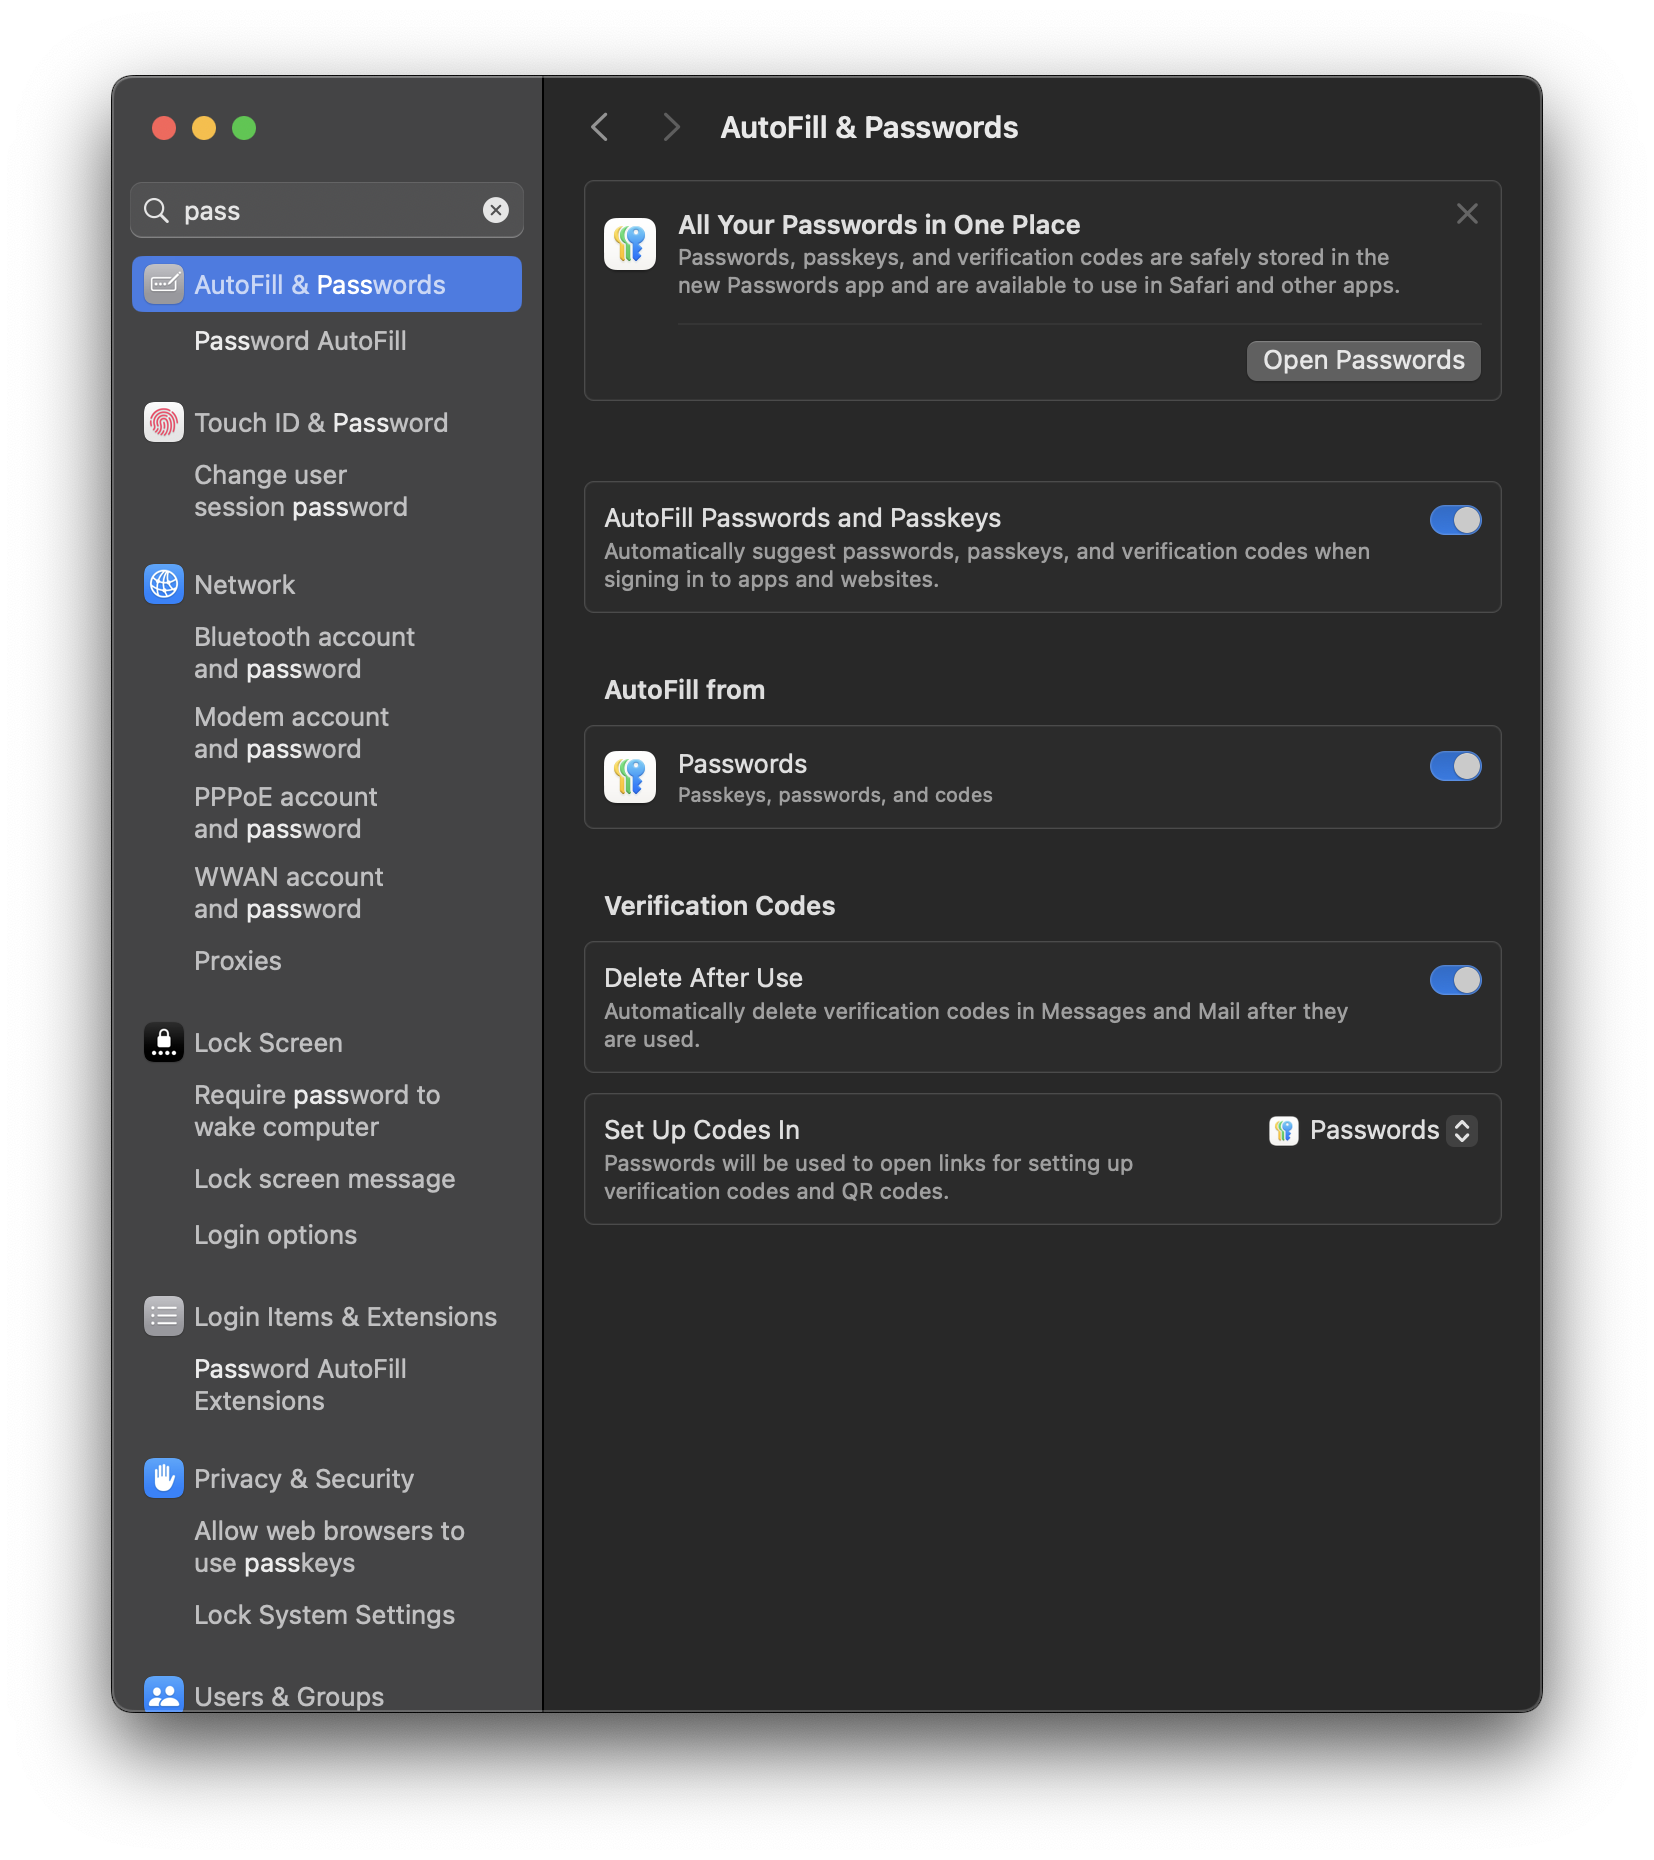 pass
AutoFill & Passwords
Password AutoFill
Touch ID & Password
Change user
session password
Network
Bluetooth account
and password
Modem account
and password
PPPoE account
and password
WWAN account
and password
Proxies
Lock Screen
Require password to
wake computer
Lock screen message
Login options
Login Items & Extensions
Password AutoFill
Extensions
Privacy & Security
Allow web browsers to
use passkeys
Lock System Settings
Users & Groups
AutoFill & Passwords
All Your Passwords in One Place
Passwords, passkeys, and verification codes are safely stored in the
new Passwords app and are available to use in Safari and other apps.
Open Passwords
AutoFill Passwords and Passkeys
Automatically suggest passwords, passkeys, and verification codes when
signing in to apps and websites.
AutoFill from
Passwords
Passkeys, passwords, and codes
Verification Codes
Delete After Use
Automatically delete verification codes in Messages and Mail after they
are used.
Set Up Codes In
Passwords
Passwords will be used to open links for setting up
verification codes and QR codes.